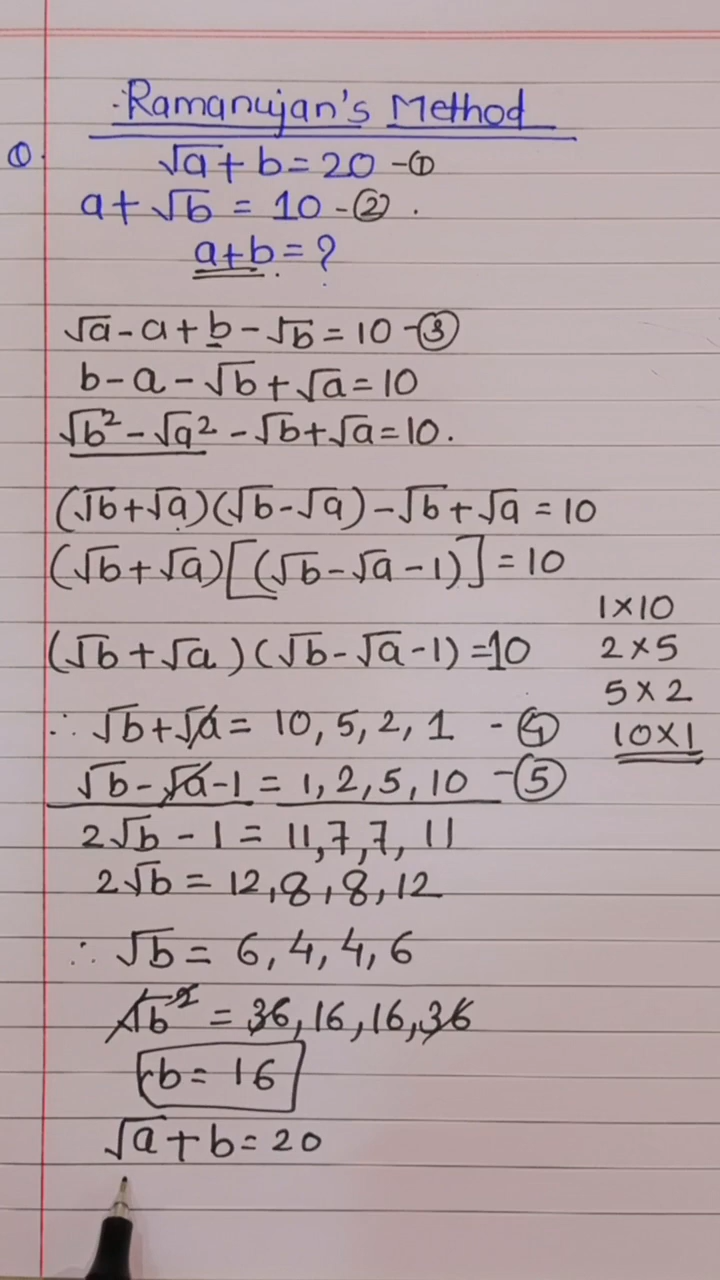 Ramanujan's Method
①. √a + b = 20 -①
a + √b = 10 -② .
a+b = ?
√a - a + b - √b = 10 -③
b - a - √b + √a = 10
√b² - √a² - √b + √a = 10.
(√b + √a)(√b - √a) - √b + √a = 10
(√b + √a)[(√b - √a - 1)] = 10
1×10
(√b + √a)(√b - √a - 1) = 10
2×5
5×2
∴ √b + √a = 10, 5, 2, 1 -④
10×1
√b - √a - 1 = 1, 2, 5, 10 -⑤
2√b - 1 = 11, 7, 7, 11
2√b = 12, 8, 8, 12
∴ √b = 6, 4, 4, 6
√b² = 36, 16, 16, 36
b = 16
√a + b = 20